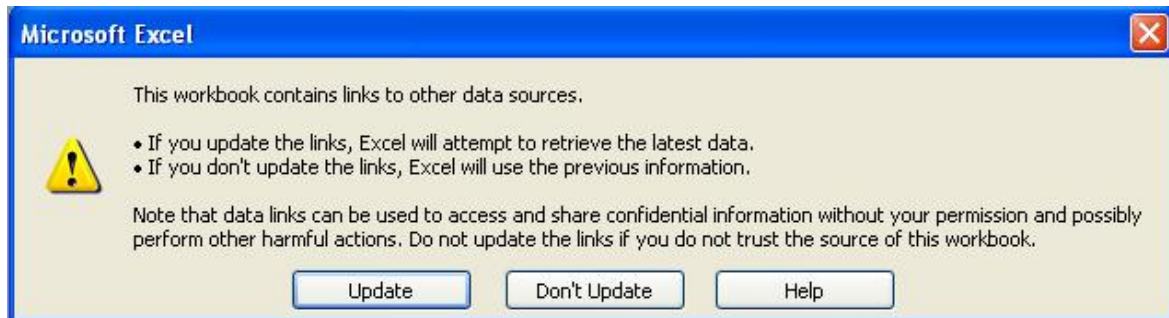 Microsoft Excel
This workbook contains links to other data sources.
• If you update the links, Excel will attempt to retrieve the latest data.
• If you don't update the links, Excel will use the previous information.
Note that data links can be used to access and share confidential information without your permission and possibly
perform other harmful actions. Do not update the links if you do not trust the source of this workbook.
Update Don't Update Help